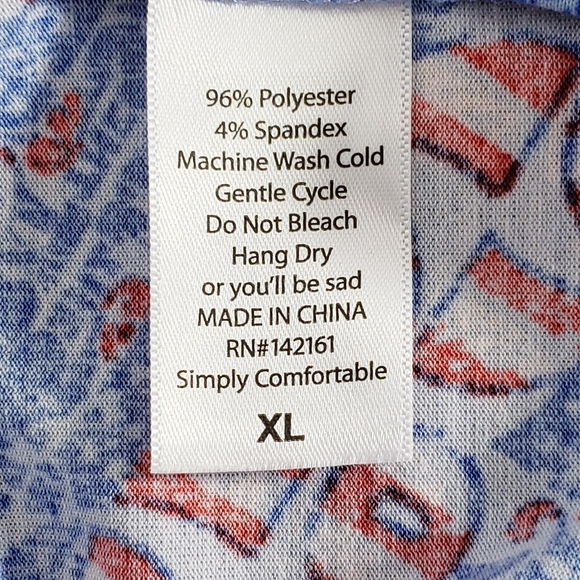 96% Polyester
4% Spandex
Machine Wash Cold
Gentle Cycle
Do Not Bleach
Hang Dry
or you'll be sad
MADE IN CHINA
RN#142161
Simply Comfortable
XL